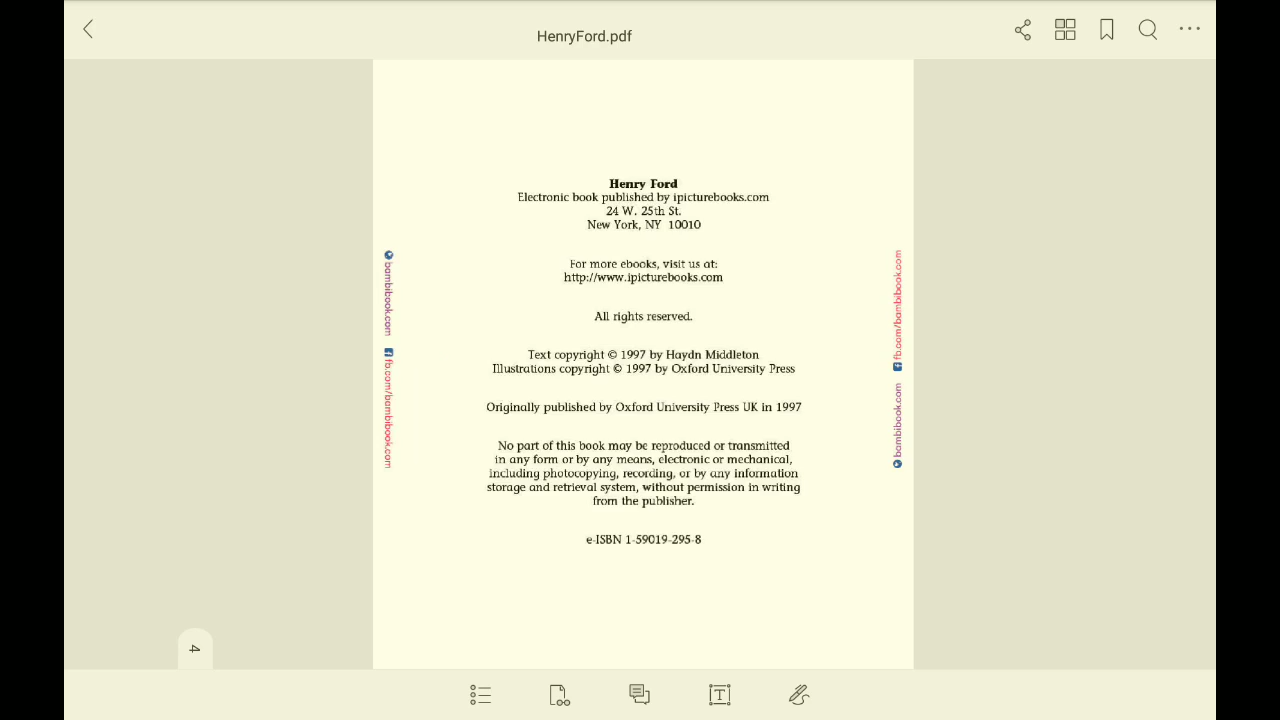 HenryFord.pdf
Henry Ford
Electronic book published by ipicturebooks.com
24 W. 25th St.
New York, NY 10010
For more ebooks, visit us at:
http://www.ipicturebooks.com
All rights reserved.
Text copyright © 1997 by Haydn Middleton
Illustrations copyright © 1997 by Oxford University Press
Originally published by Oxford University Press UK in 1997
No part of this book may be reproduced or transmitted
in any form or by any means, electronic or mechanical,
including photocopying, recording, or by any information
storage and retrieval system, without permission in writing
from the publisher.
e-ISBN 1-59019-295-8
bambibook.com fb.com/bambibook.com
bambibook.com fb.com/bambibook.com
4
T